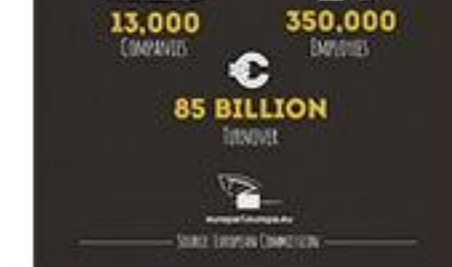 13,000 350,000
COMPANIES EMPLOYEES
85 BILLION
TURNOVER
europarl.europa.eu
SOURCE: EUROPEAN COMMISSION